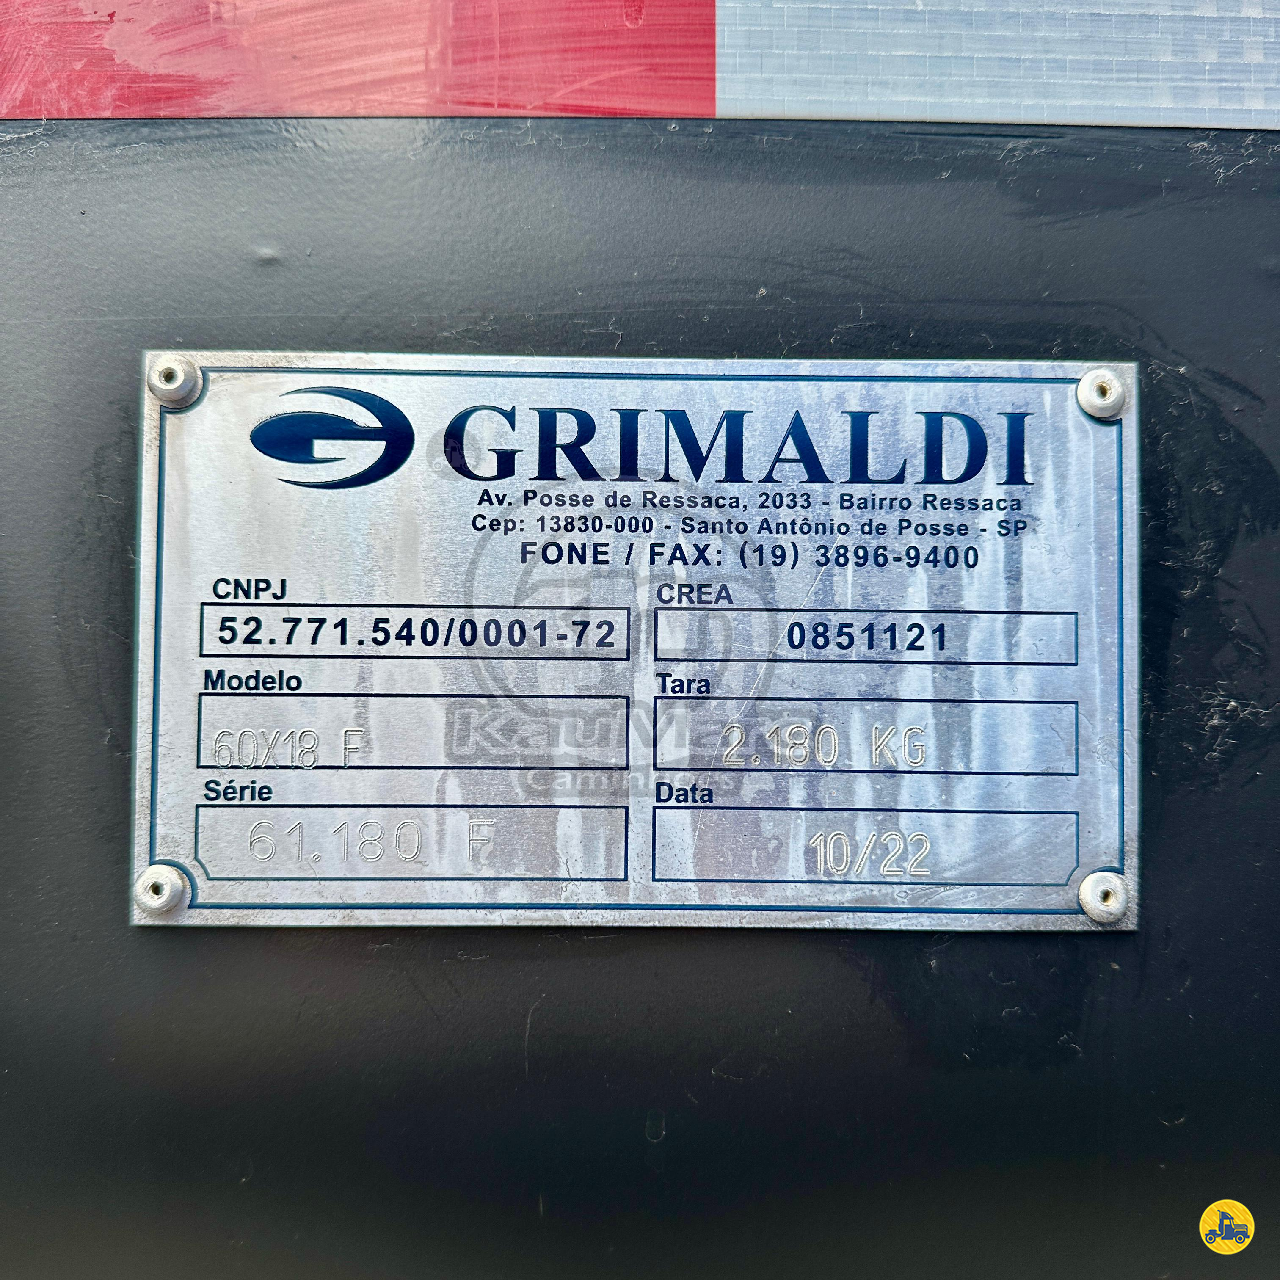 GRIMALDI
Av. Posse de Ressaca, 2033 - Bairro Ressaca
Cep: 13830-000 - Santo Antônio de Posse - SP
FONE / FAX: (19) 3896-9400
CNPJ CREA
52.771.540/0001-72 0851121
Modelo Tara
60X18 F 2.180 KG
KauMar
Caminhões
Série Data
61.180 F 10/22